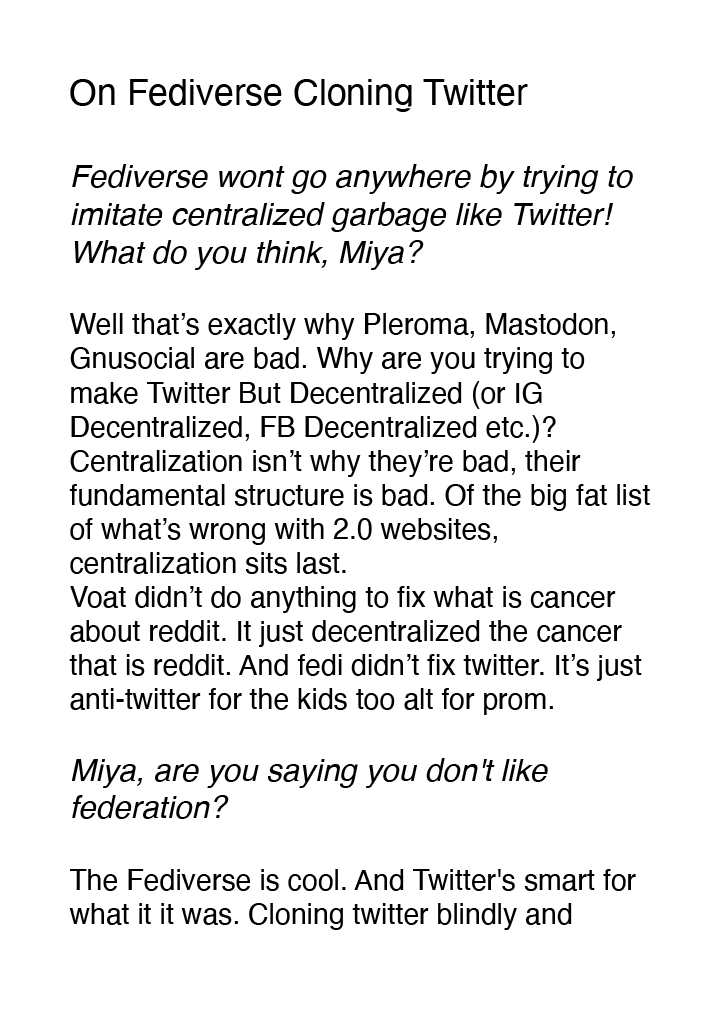 On Fediverse Cloning Twitter
Fediverse wont go anywhere by trying to
imitate centralized garbage like Twitter!
What do you think, Miya?
Well that’s exactly why Pleroma, Mastodon,
Gnusocial are bad. Why are you trying to
make Twitter But Decentralized (or IG
Decentralized, FB Decentralized etc.)?
Centralization isn’t why they’re bad, their
fundamental structure is bad. Of the big fat list
of what’s wrong with 2.0 websites,
centralization sits last.
Voat didn’t do anything to fix what is cancer
about reddit. It just decentralized the cancer
that is reddit. And fedi didn’t fix twitter. It’s just
anti-twitter for the kids too alt for prom.
Miya, are you saying you don't like
federation?
The Fediverse is cool. And Twitter's smart for
what it it was. Cloning twitter blindly and